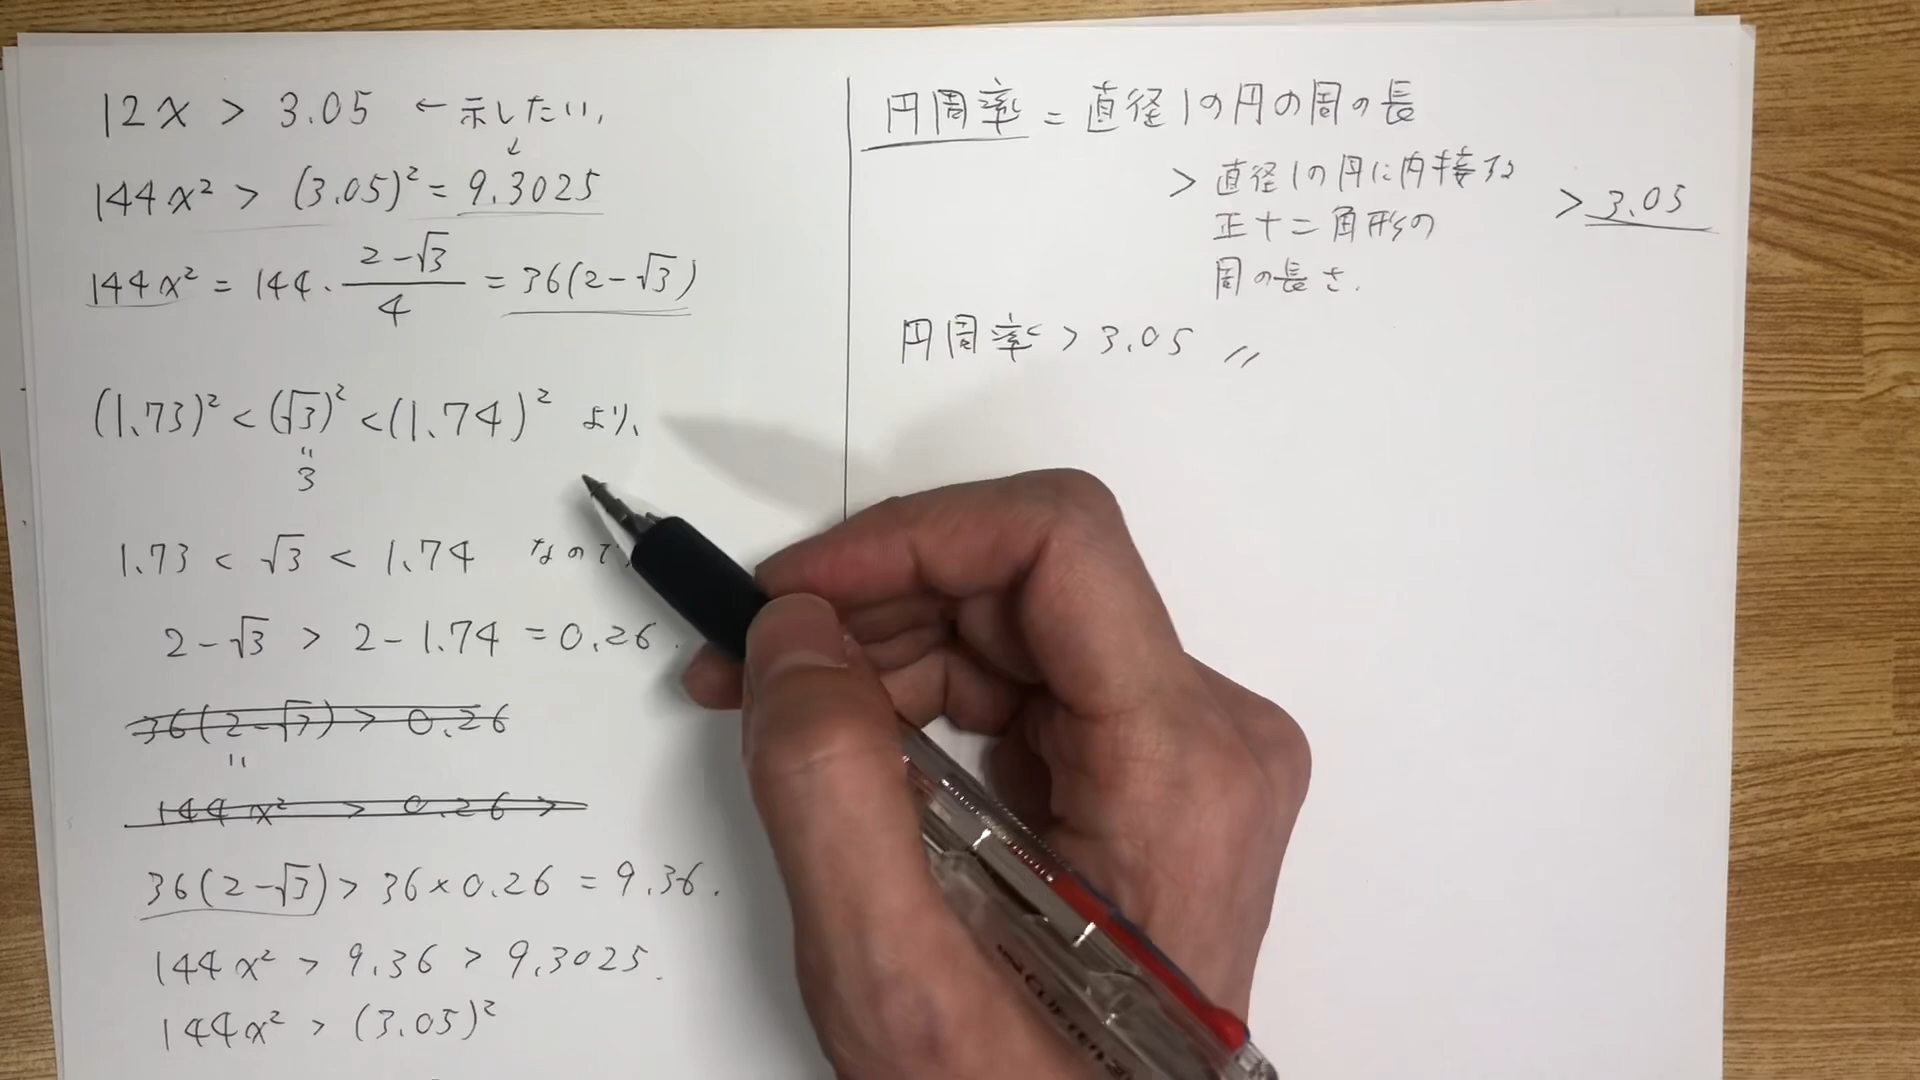 12x > 3.05 ← 示したい、
↓
144x² > (3.05)² = 9.3025
144x² = 144・(2-√3)/4 = 36(2-√3)
(1.73)² < (√3)² < (1.74)² より、
〃
3
1.73 < √3 < 1.74 なので、
2-√3 > 2-1.74 = 0.26.
36(2-√3) > 0.26
〃
144x² > 0.26 >
36(2-√3) > 36×0.26 = 9.36.
144x² > 9.36 > 9.3025.
144x² > (3.05)²
円周率 = 直径1の円の周の長
> 直径1の円に内接する
正十二角形の
周の長さ.
> 3.05
円周率 > 3.05 〃